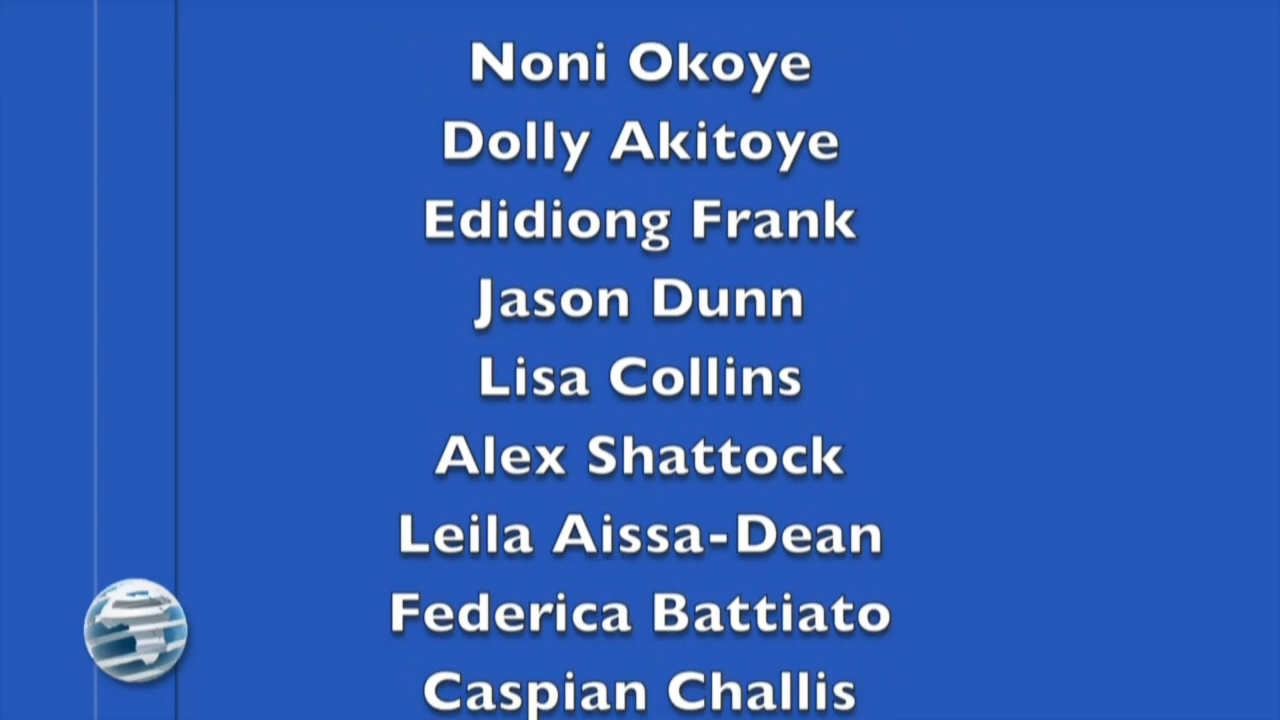 Noni Okoye
Dolly Akitoye
Edidiong Frank
Jason Dunn
Lisa Collins
Alex Shattock
Leila Aissa-Dean
Federica Battiato
Caspian Challis